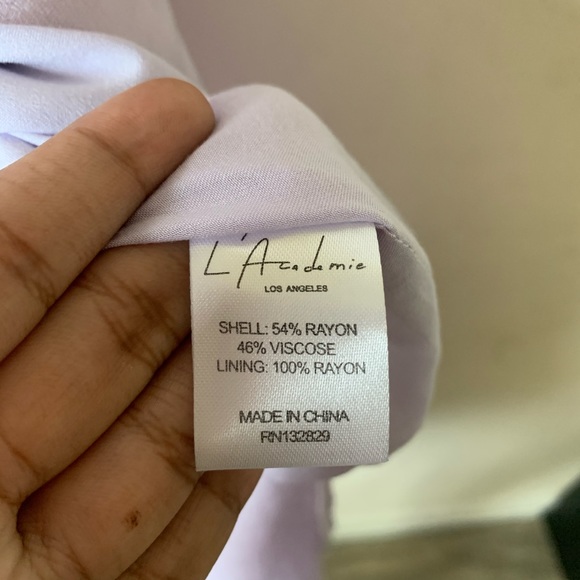 L'Academie
LOS ANGELES
SHELL: 54% RAYON
46% VISCOSE
LINING: 100% RAYON
MADE IN CHINA
RN132829